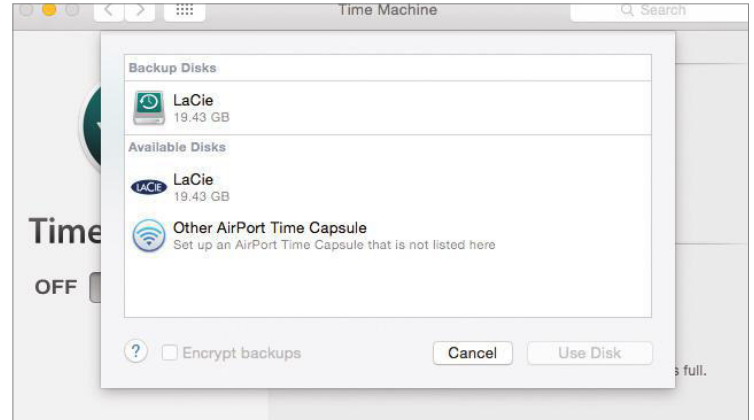 Time Machine
Search
Backup Disks
LaCie
19.43 GB
Available Disks
LACIE
LaCie
19.43 GB
Other AirPort Time Capsule
Set up an AirPort Time Capsule that is not listed here
Time
OFF
? Encrypt backups
Cancel
Use Disk
s full.